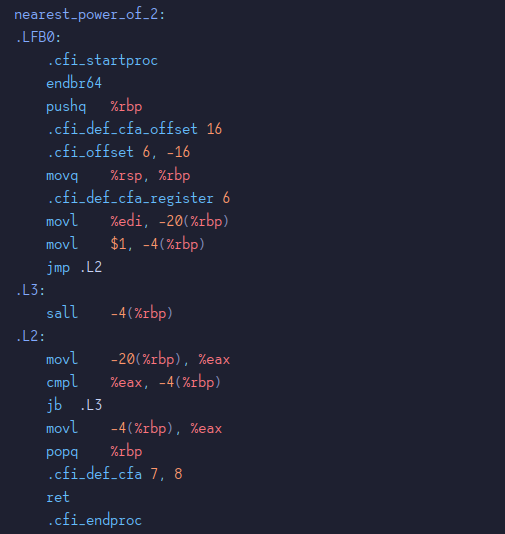 nearest_power_of_2:
.LFB0:
.cfi_startproc
endbr64
pushq %rbp
.cfi_def_cfa_offset 16
.cfi_offset 6, -16
movq %rsp, %rbp
.cfi_def_cfa_register 6
movl %edi, -20(%rbp)
movl $1, -4(%rbp)
jmp .L2
.L3:
sall -4(%rbp)
.L2:
movl -20(%rbp), %eax
cmpl %eax, -4(%rbp)
jb .L3
movl -4(%rbp), %eax
popq %rbp
.cfi_def_cfa 7, 8
ret
.cfi_endproc